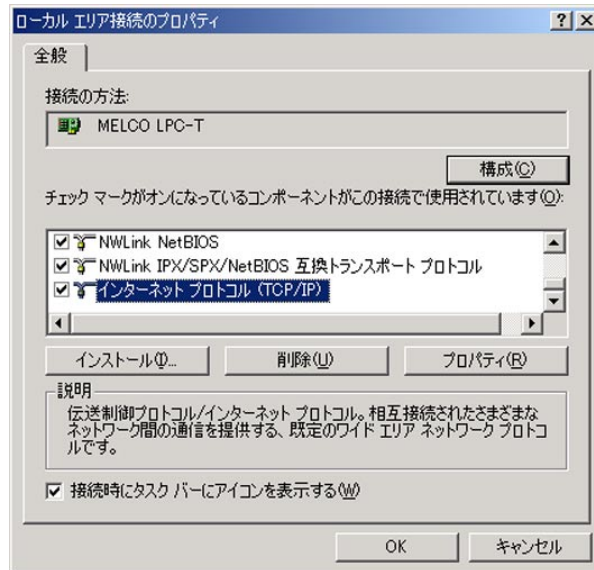 ローカル エリア接続のプロパティ
全般
接続の方法:
MELCO LPC-T
構成(C)
チェック マークがオンになっているコンポーネントがこの接続で使用されています(O):
NWLink NetBIOS
NWLink IPX/SPX/NetBIOS 互換トランスポート プロトコル
インターネット プロトコル (TCP/IP)
インストール(I)... 削除(U) プロパティ(R)
説明
伝送制御プロトコル/インターネット プロトコル。相互接続されたさまざまな
ネットワーク間の通信を提供する、既定のワイド エリア ネットワーク プロトコ
ルです。
接続時にタスク バーにアイコンを表示する(W)
OK キャンセル